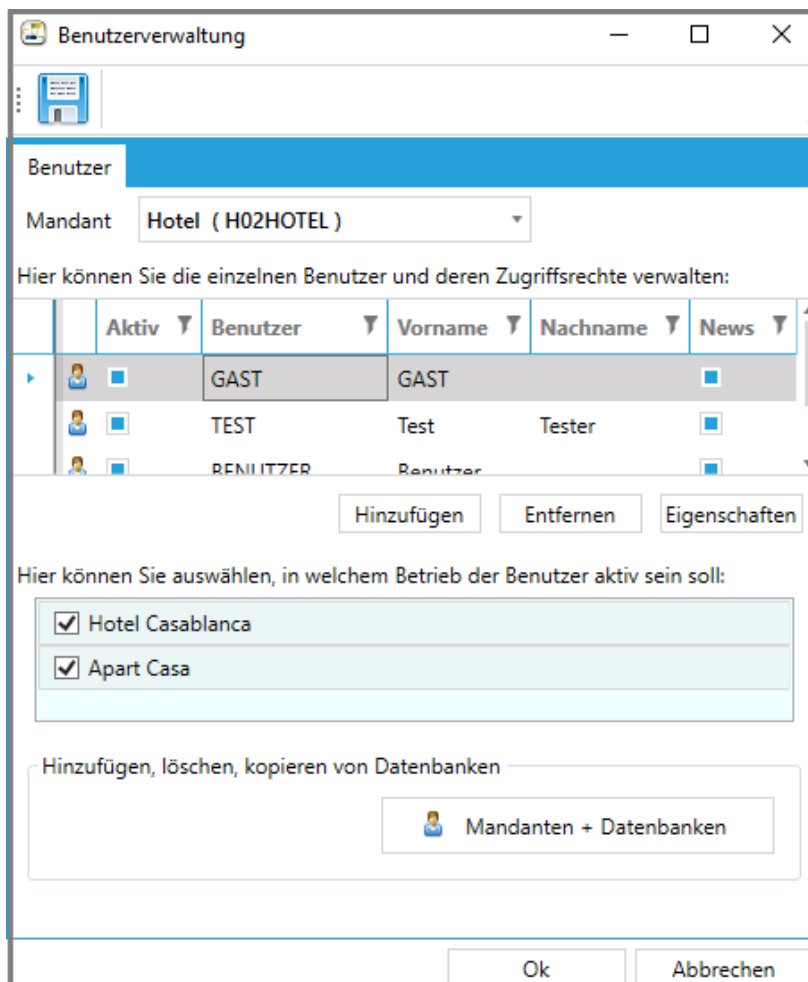 Benutzerverwaltung
Benutzer
Mandant Hotel ( H02HOTEL )
Hier können Sie die einzelnen Benutzer und deren Zugriffsrechte verwalten:
Aktiv Benutzer Vorname Nachname News
GAST GAST
TEST Test Tester
BENUTZER Benutzer
Hinzufügen Entfernen Eigenschaften
Hier können Sie auswählen, in welchem Betrieb der Benutzer aktiv sein soll:
Hotel Casablanca
Apart Casa
Hinzufügen, löschen, kopieren von Datenbanken
Mandanten + Datenbanken
Ok Abbrechen